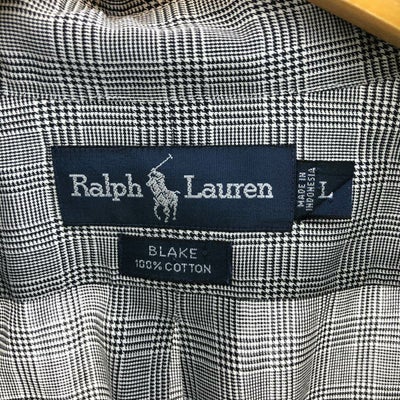 Ralph Lauren
MADE IN
INDONESIA
L
BLAKE
100% COTTON